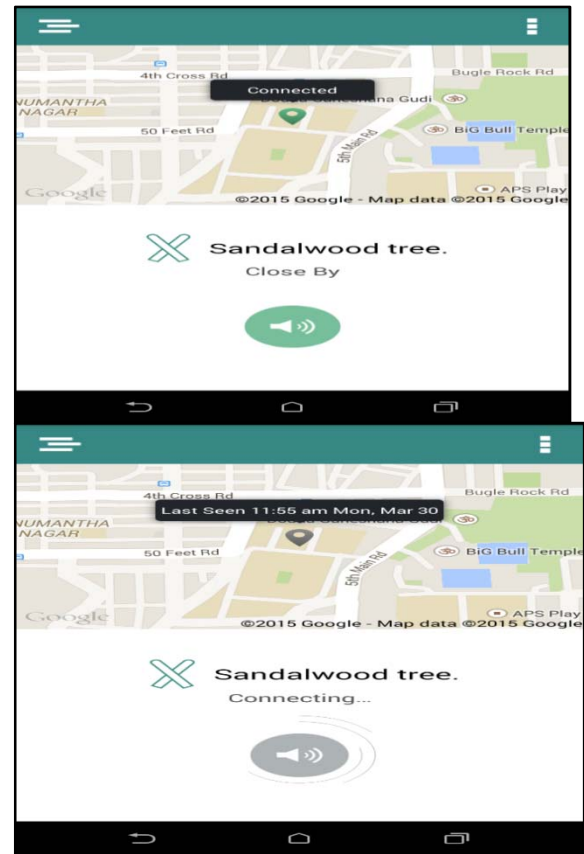 4th Cross Rd
Bugle Rock Rd
Connected
Gudi
NUMANTHA
NAGAR
50 Feet Rd
5th Main Rd
BiG Bull Temple
Google
APS Play
©2015 Google - Map data ©2015 Google
Sandalwood tree.
Close By
4th Cross Rd
Bugle Rock Rd
Last Seen 11:55 am Mon, Mar 30
NUMANTHA
NAGAR
50 Feet Rd
5th Main Rd
BiG Bull Temple
Google
APS Play
©2015 Google - Map data ©2015 Google
Sandalwood tree.
Connecting...